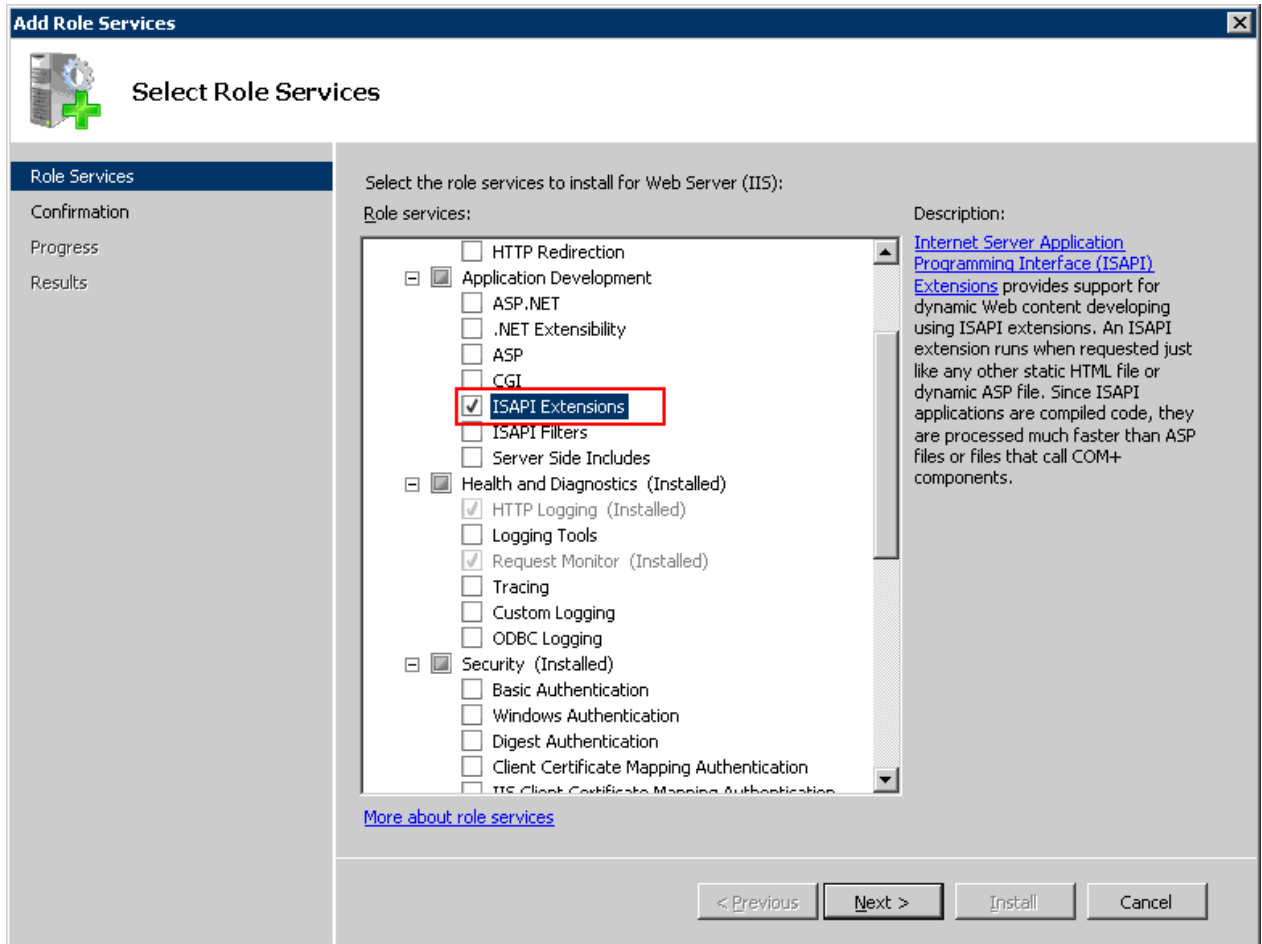 Add Role Services
Select Role Services
Role Services
Confirmation
Progress
Results
Select the role services to install for Web Server (IIS):
Role services:
HTTP Redirection
Application Development
ASP.NET
.NET Extensibility
ASP
CGI
ISAPI Extensions
ISAPI Filters
Server Side Includes
Health and Diagnostics (Installed)
HTTP Logging (Installed)
Logging Tools
Request Monitor (Installed)
Tracing
Custom Logging
ODBC Logging
Security (Installed)
Basic Authentication
Windows Authentication
Digest Authentication
Client Certificate Mapping Authentication
IIS Client Certificate Mapping Authentication
More about role services
Description:
Internet Server Application
Programming Interface (ISAPI)
Extensions provides support for
dynamic Web content developing
using ISAPI extensions. An ISAPI
extension runs when requested just
like any other static HTML file or
dynamic ASP file. Since ISAPI
applications are compiled code, they
are processed much faster than ASP
files or files that call COM+
components.
< Previous
Next >
Install
Cancel